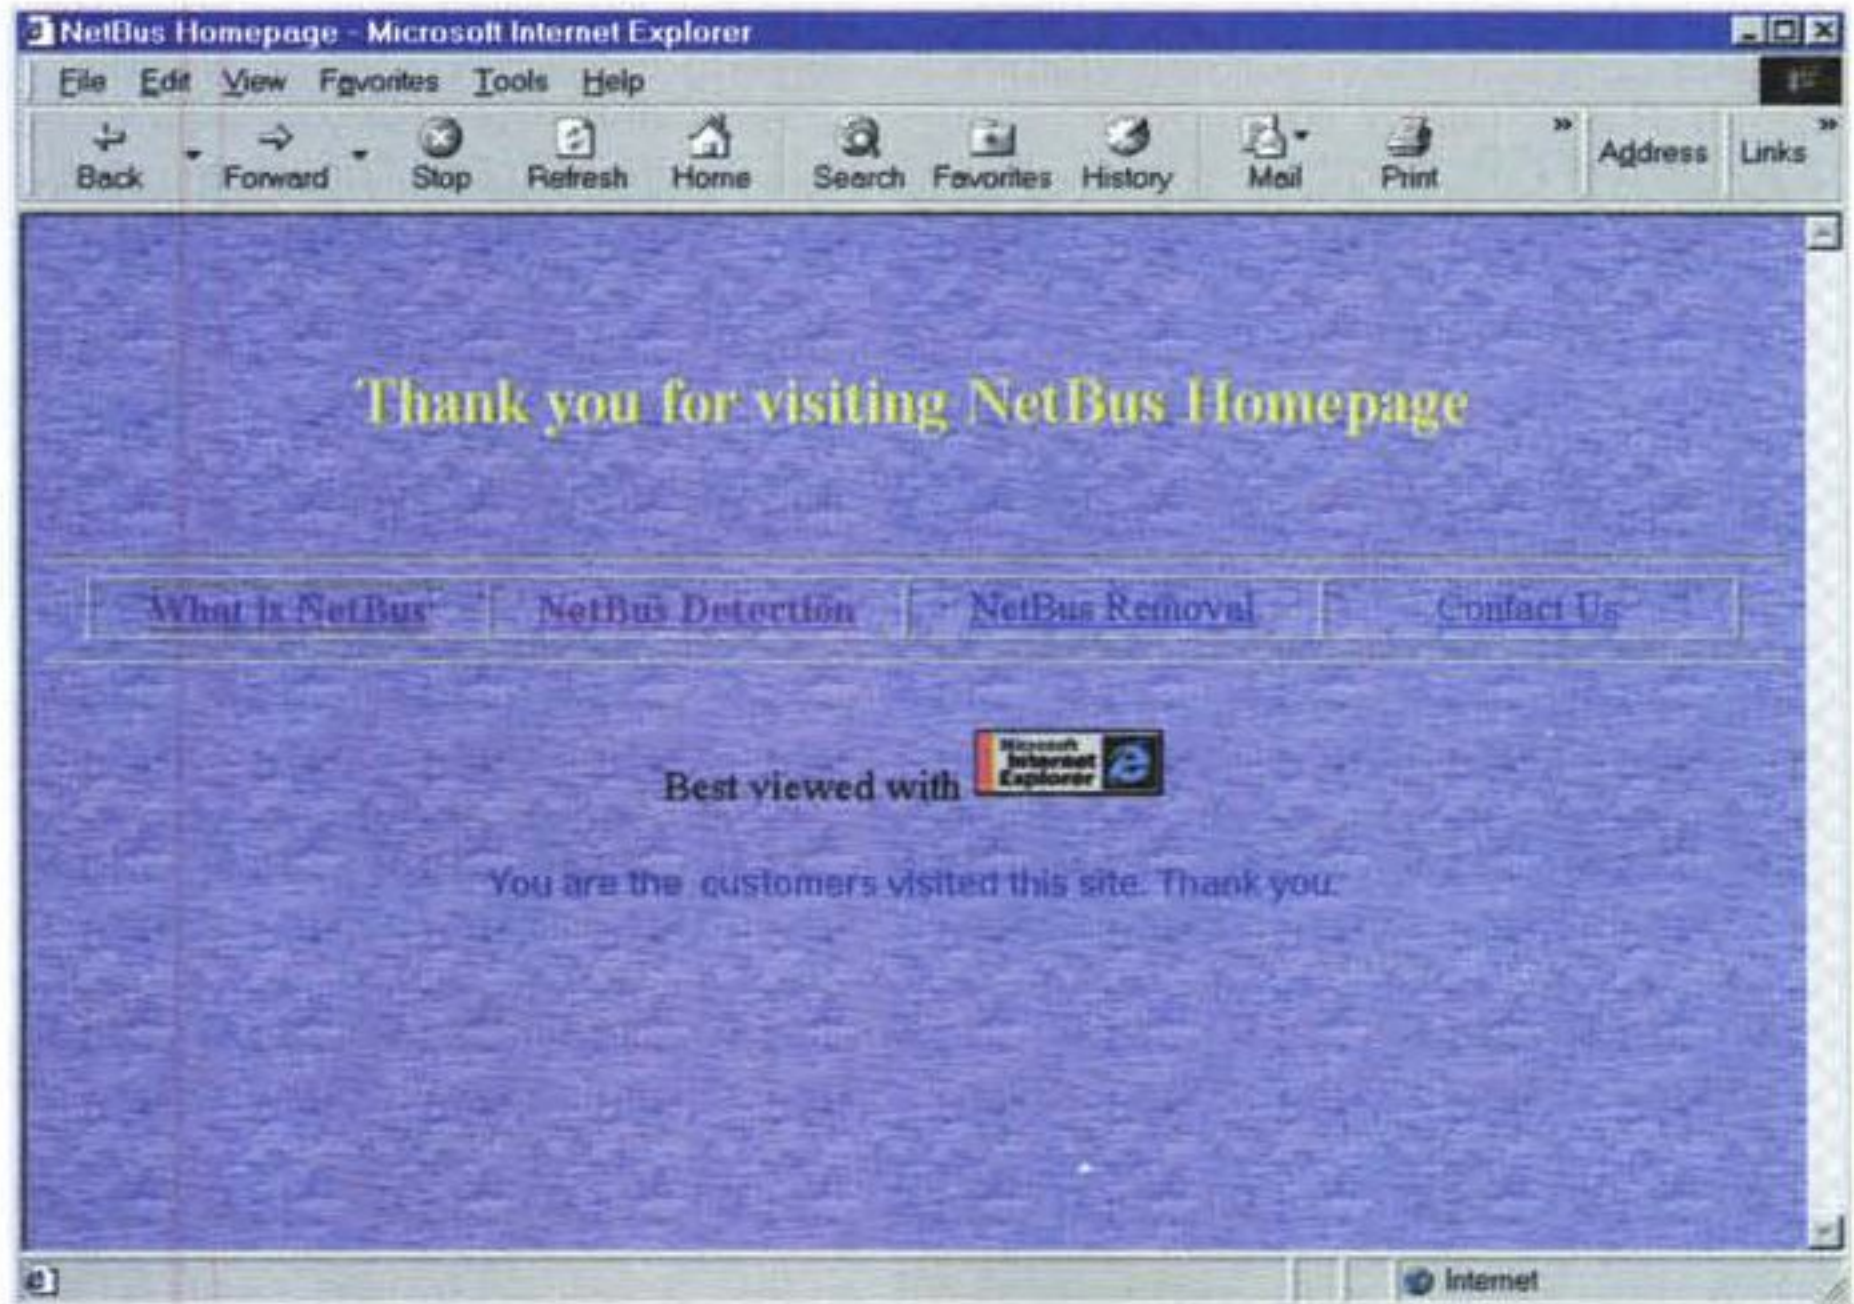 NetBus Homepage - Microsoft Internet Explorer
File Edit View Favorites Tools Help
Back Forward Stop Refresh Home Search Favorites History Mail Print » Address Links »
Thank you for visiting NetBus Homepage
What is NetBus NetBus Detection NetBus Removal Contact Us
Microsoft
Internet
Explorer
Best viewed with
You are the customers visited this site. Thank you.
Internet